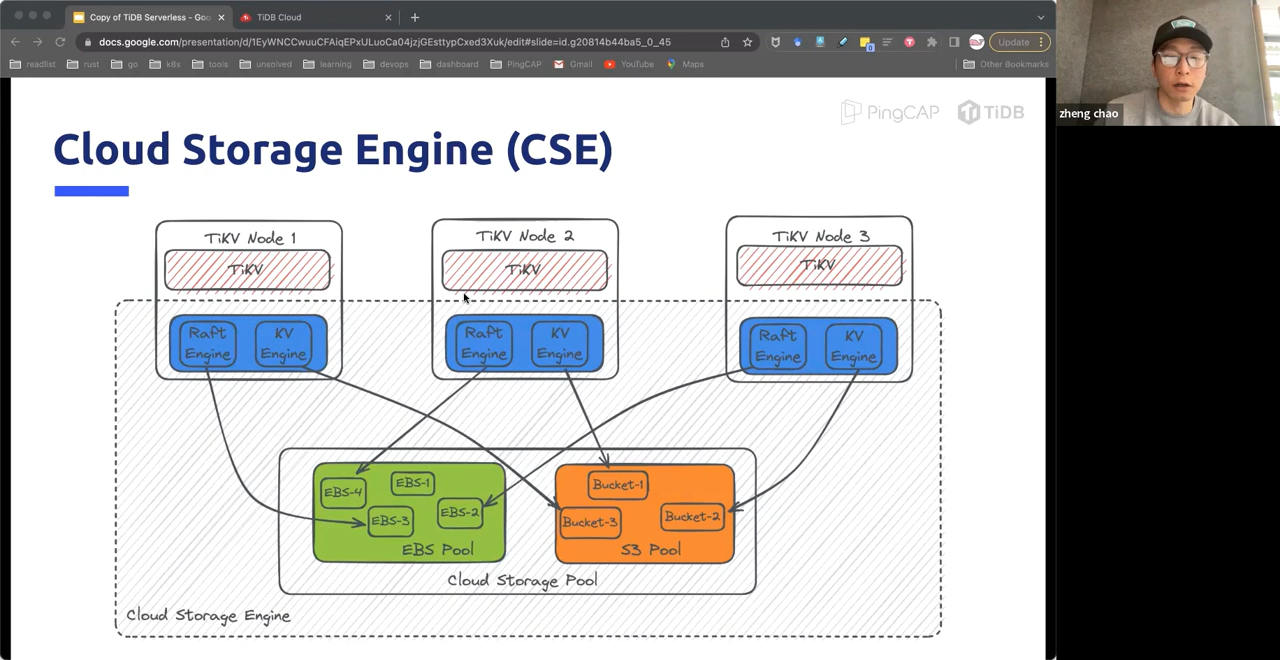 Copy of TiDB Serverless - Goo
TiDB Cloud
docs.google.com/presentation/d/1EyWNCCwuuCFAiqEPxULuoCa04jzjGEsttypCxed3Xuk/edit#slide=id.g20814b44ba5_0_45
Update
readlist
rust
go
k8s
tools
unsolved
learning
devops
dashboard
PingCAP
Gmail
YouTube
Maps
Other Bookmarks
zheng chao
PingCAP
TiDB
Cloud Storage Engine (CSE)
TiKV Node 1
TiKV
Raft
Engine
KV
Engine
TiKV Node 2
TiKV
Raft
Engine
KV
Engine
TiKV Node 3
TiKV
Raft
Engine
KV
Engine
EBS-4
EBS-1
EBS-3
EBS-2
EBS Pool
Bucket-1
Bucket-3
Bucket-2
S3 Pool
Cloud Storage Pool
Cloud Storage Engine